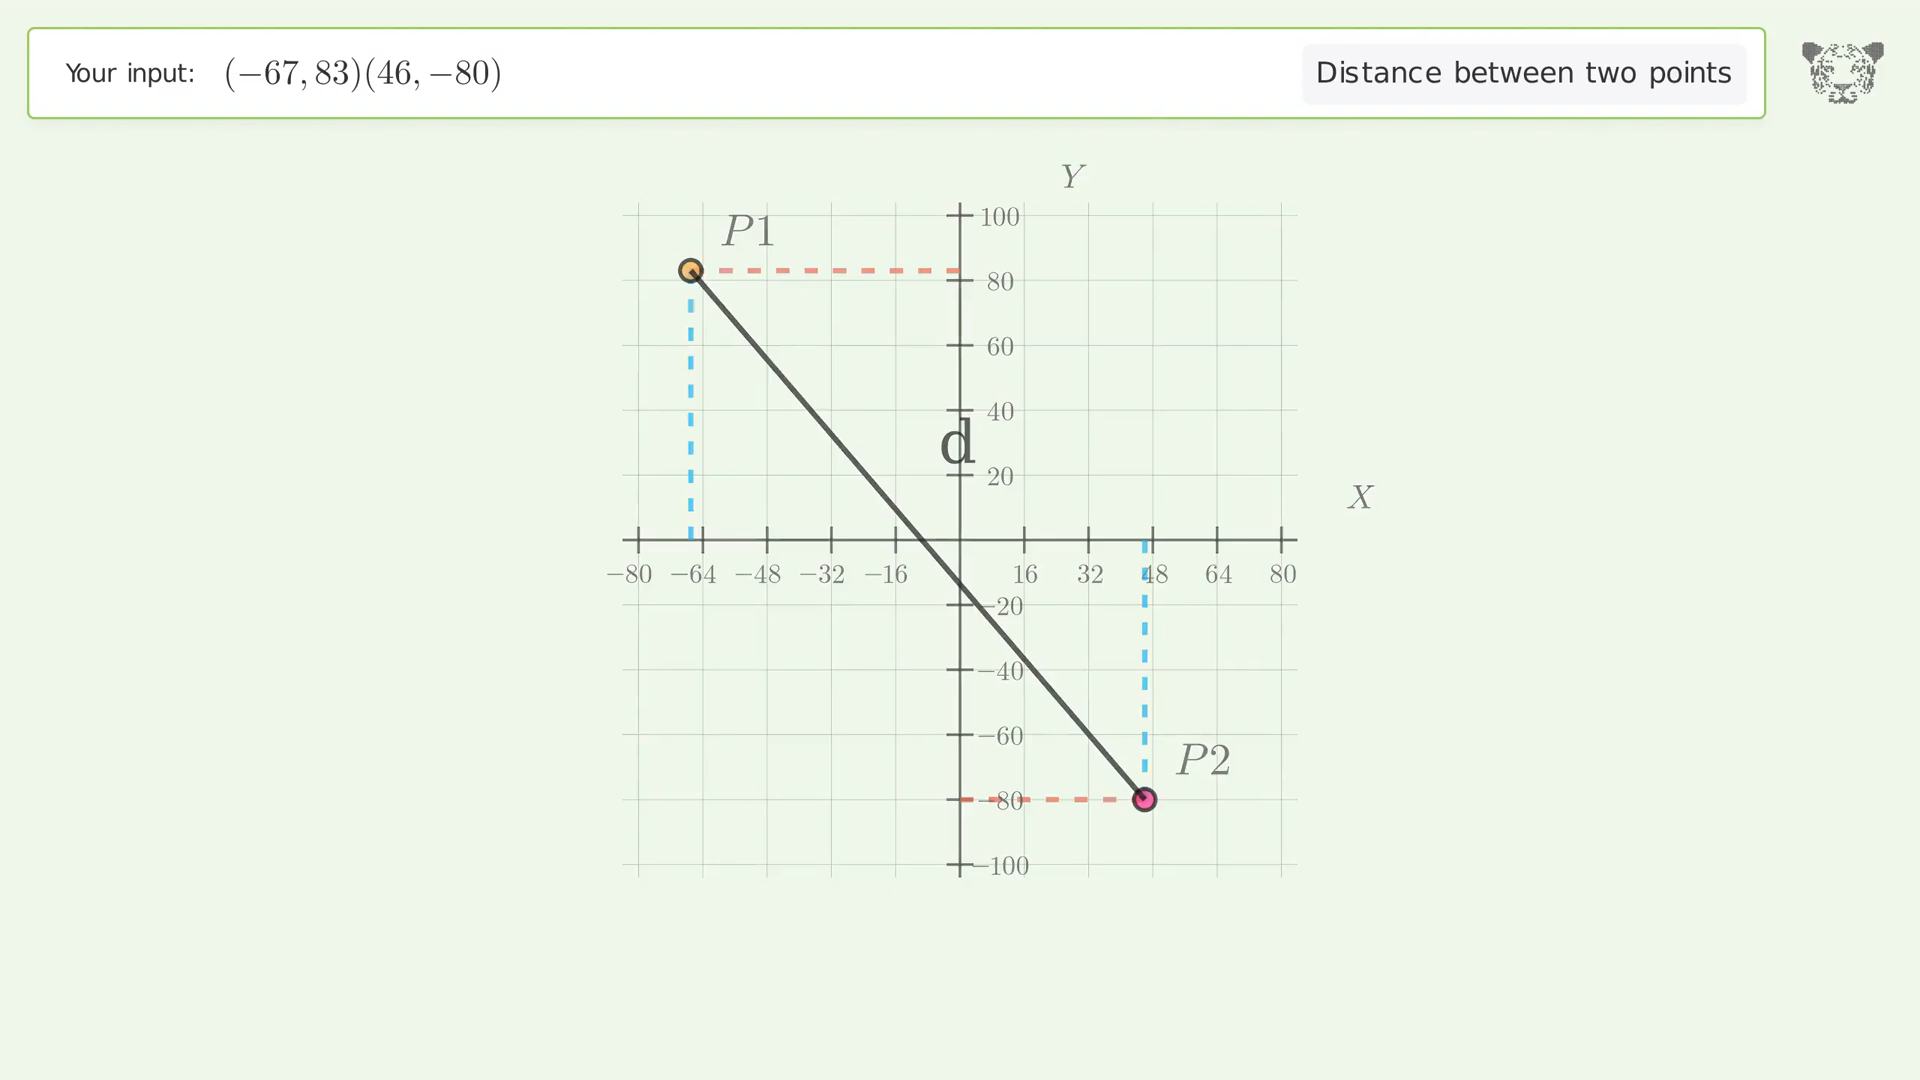 Your input: (−67, 83)(46, −80)
Distance between two points
Y
100
P1
80
60
40
d
20
X
−80 −64 −48 −32 −16 16 32 48 64 80
−20
−40
−60
P2
−80
−100